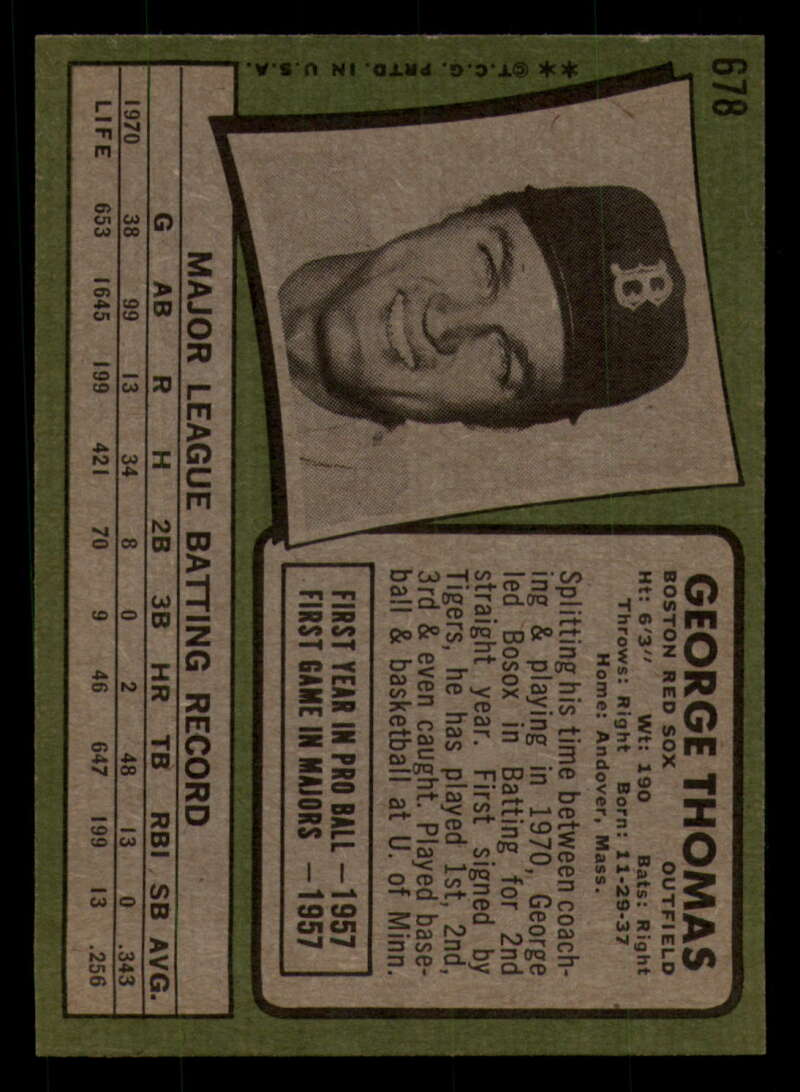 678
** ©T.C.G. PRTD. IN U.S.A.
B
GEORGE THOMAS
BOSTON RED SOX OUTFIELD
Ht: 6'3" Wt: 190 Bats: Right
Throws: Right Born: 11-29-37
Home: Andover, Mass.
Splitting his time between coach-
ing & playing in 1970, George
led Bosox in Batting for 2nd
straight year. First signed by
Tigers, he has played 1st, 2nd,
3rd & even caught. Played base-
ball & basketball at U. of Minn.
FIRST YEAR IN PRO BALL — 1957
FIRST GAME IN MAJORS — 1957
MAJOR LEAGUE BATTING RECORD
G AB R H 2B 3B HR TB RBI SB AVG.
1970 38 99 13 34 8 0 2 48 13 0 .343
LIFE 653 1645 199 421 70 9 46 647 199 13 .256